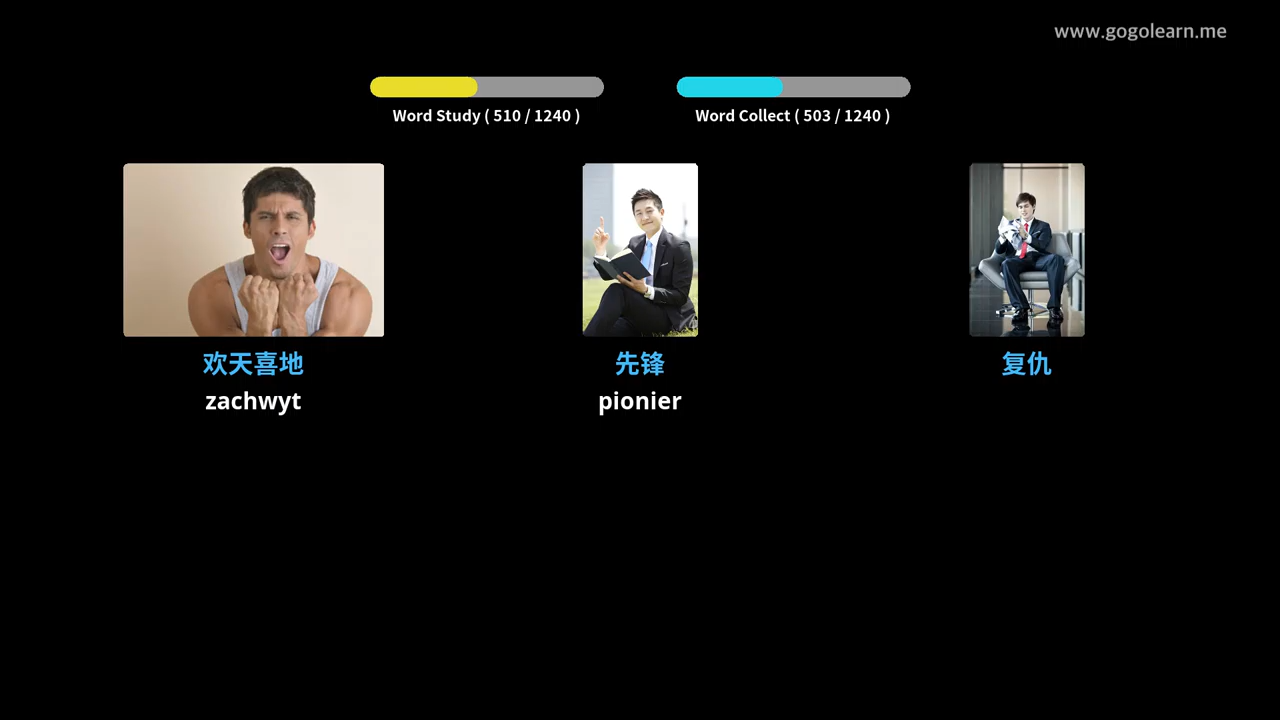 www.gogolearn.me
Word Study ( 510 / 1240 )
Word Collect ( 503 / 1240 )
欢天喜地
先锋
复仇
zachwyt
pionier